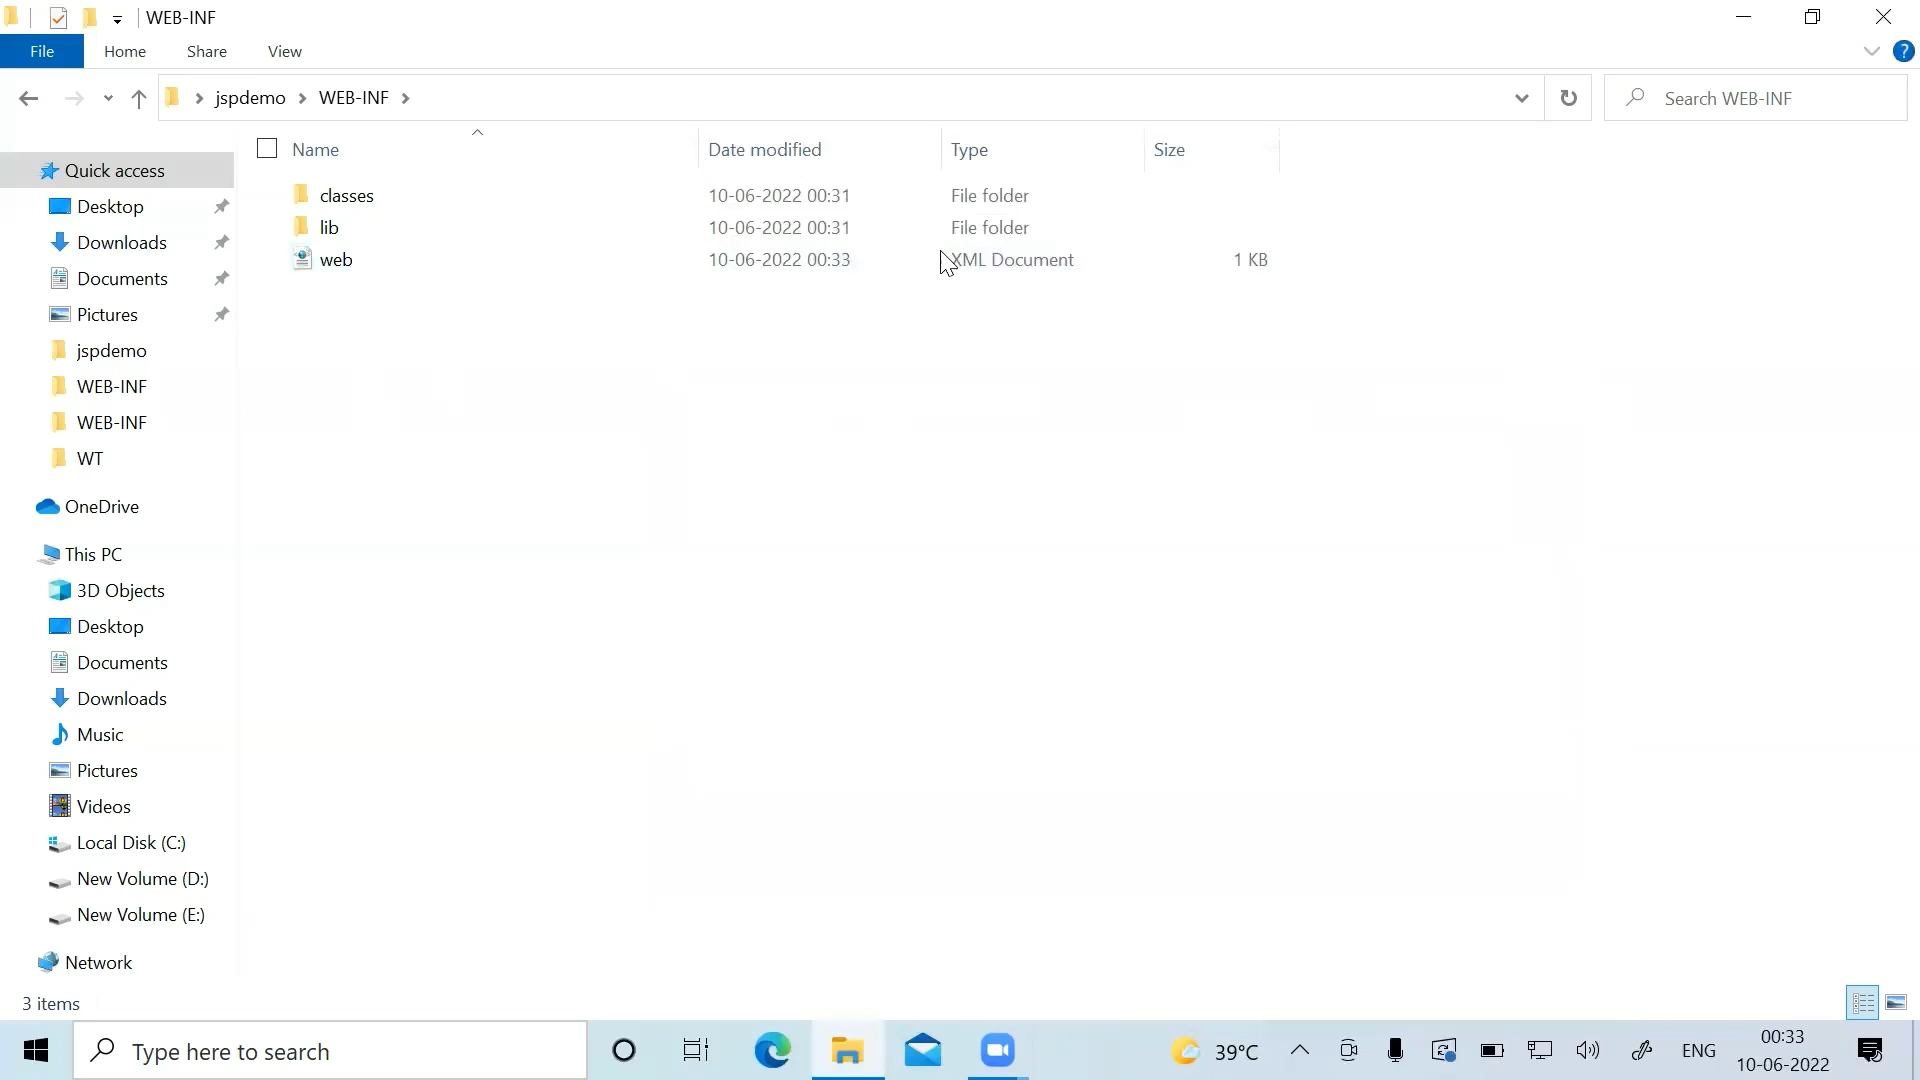 WEB-INF
File Home Share View
?
jspdemo WEB-INF
Search WEB-INF
Name Date modified Type Size
classes 10-06-2022 00:31 File folder
lib 10-06-2022 00:31 File folder
web 10-06-2022 00:33 XML Document 1 KB
Quick access
Desktop
Downloads
Documents
Pictures
jspdemo
WEB-INF
WEB-INF
WT
OneDrive
This PC
3D Objects
Desktop
Documents
Downloads
Music
Pictures
Videos
Local Disk (C:)
New Volume (D:)
New Volume (E:)
Network
3 items
Type here to search
39°C
ENG
00:33
10-06-2022